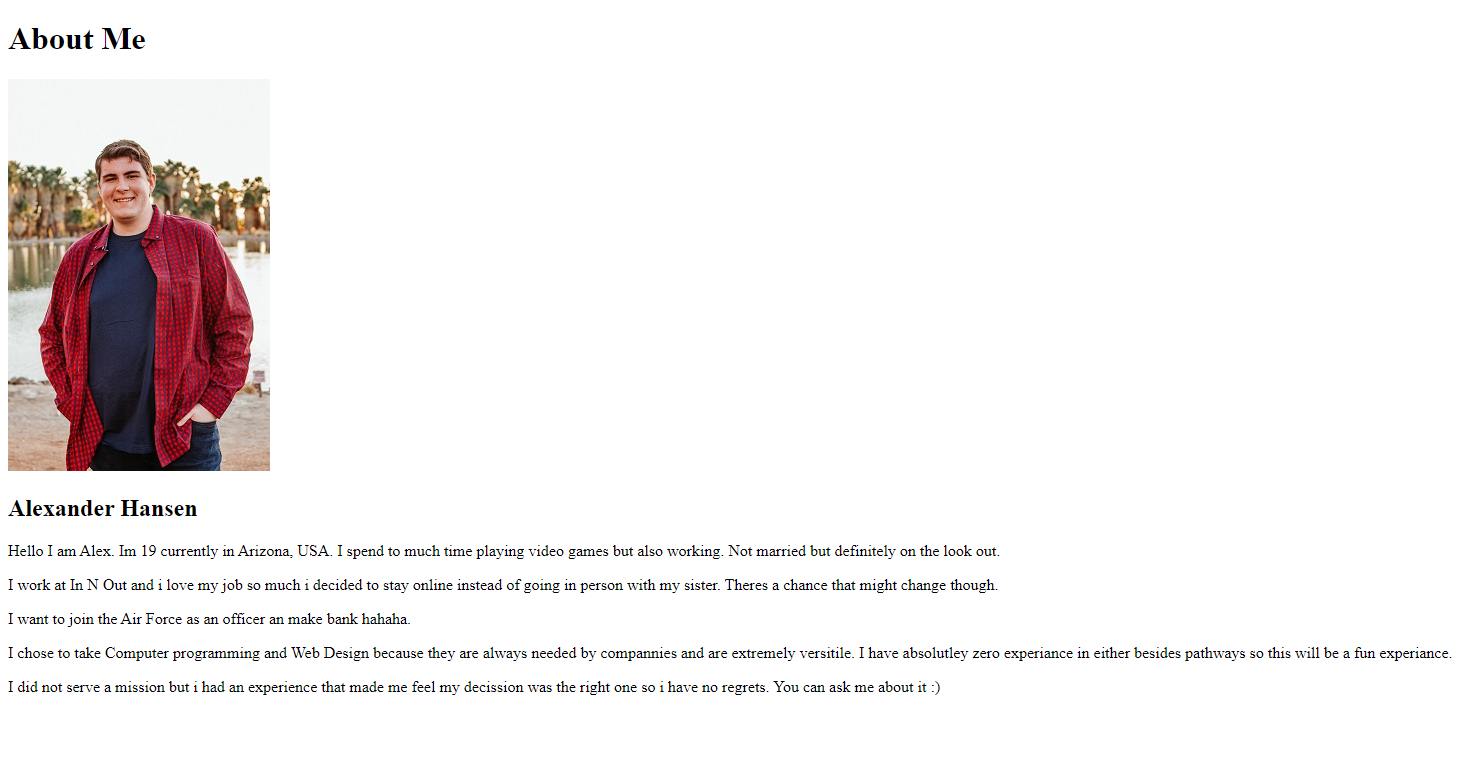 About Me
Alexander Hansen
Hello I am Alex. Im 19 currently in Arizona, USA. I spend to much time playing video games but also working. Not married but definitely on the look out.
I work at In N Out and i love my job so much i decided to stay online instead of going in person with my sister. Theres a chance that might change though.
I want to join the Air Force as an officer an make bank hahaha.
I chose to take Computer programming and Web Design because they are always needed by compannies and are extremely versitile. I have absolutley zero experiance in either besides pathways so this will be a fun experiance.
I did not serve a mission but i had an experience that made me feel my decission was the right one so i have no regrets. You can ask me about it :)